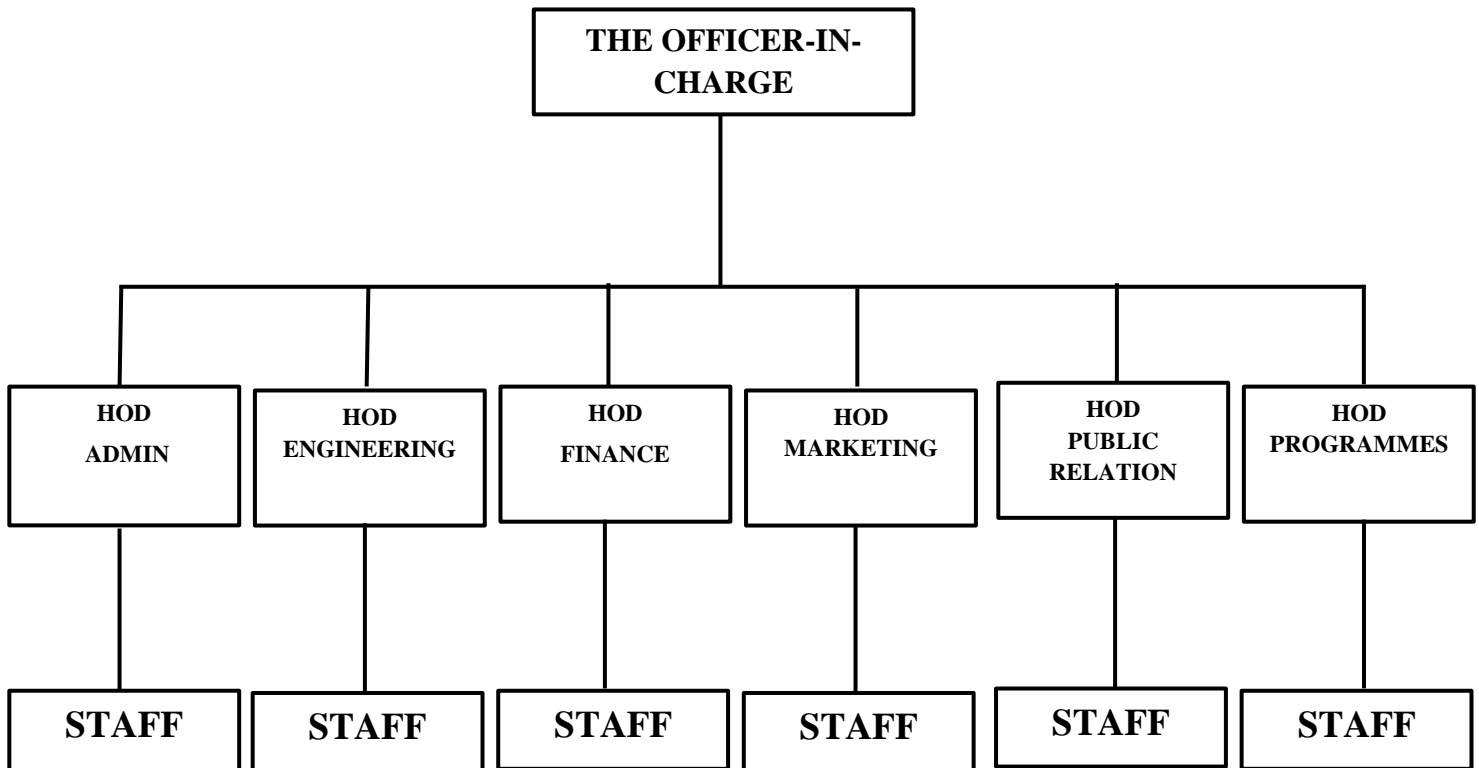 THE OFFICER-IN-
CHARGE
HOD
ADMIN
HOD
ENGINEERING
HOD
FINANCE
HOD
MARKETING
HOD
PUBLIC
RELATION
HOD
PROGRAMMES
STAFF
STAFF
STAFF
STAFF
STAFF
STAFF